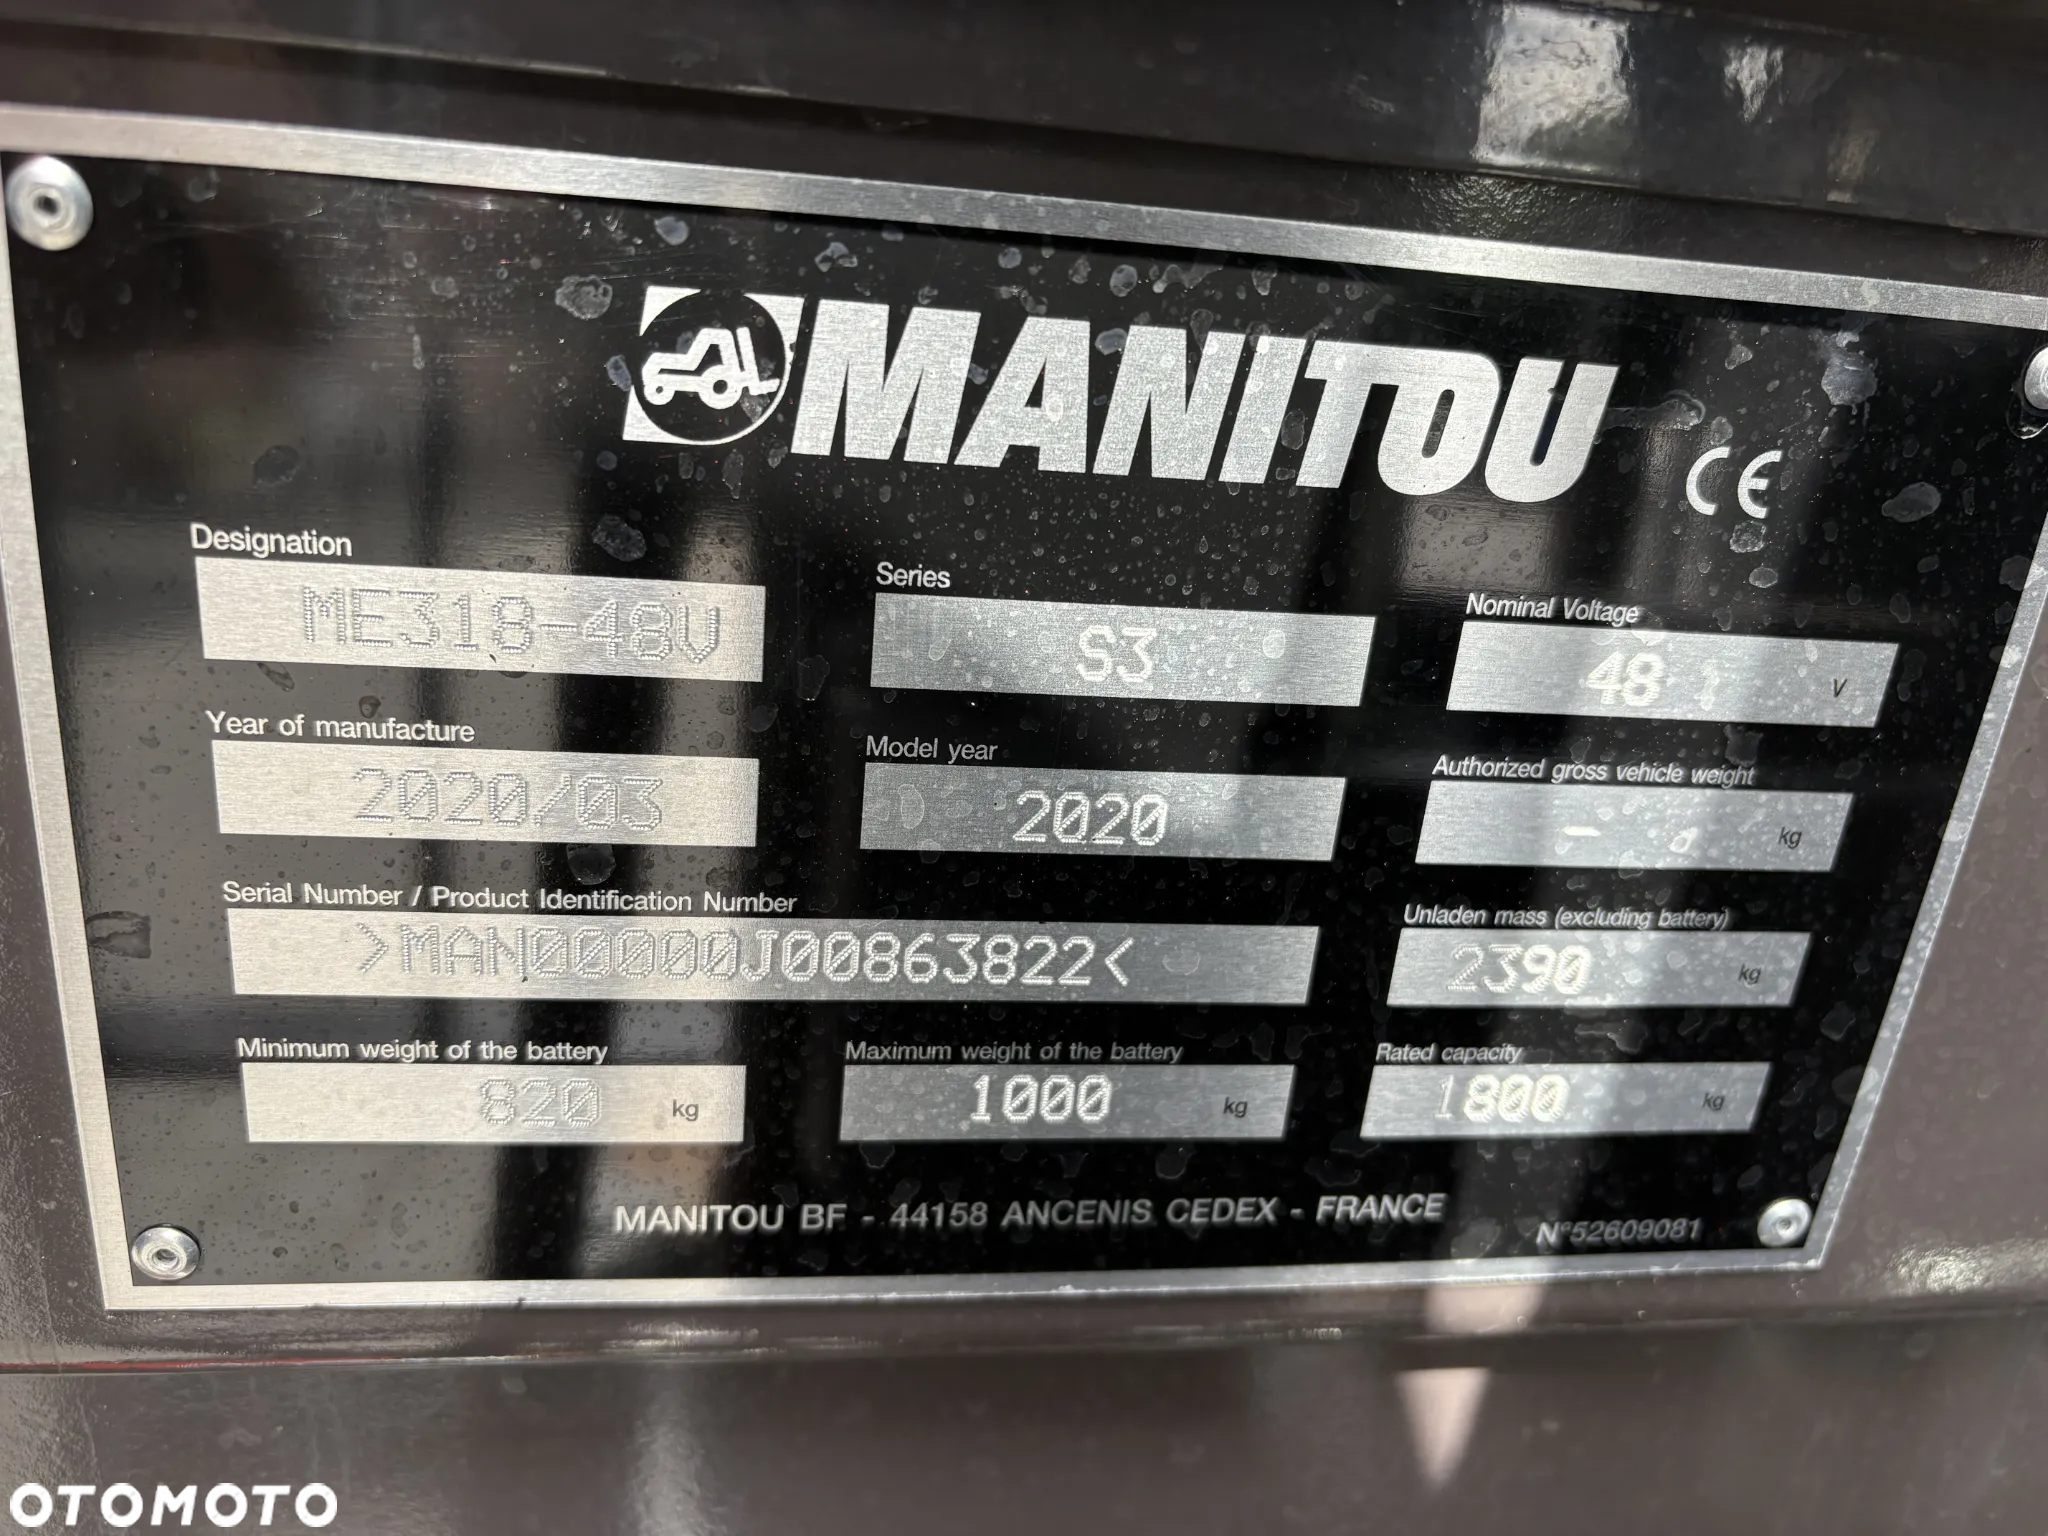 MANITOU CE
Designation
ME318-48V
Series
S3
Nominal Voltage
48 V
Year of manufacture
2020/03
Model year
2020
Authorized gross vehicle weight
- kg
Serial Number / Product Identification Number
>MAN00000J00863822<
Unladen mass (excluding battery)
2390 kg
Minimum weight of the battery
820 kg
Maximum weight of the battery
1000 kg
Rated capacity
1800 kg
MANITOU BF - 44158 ANCENIS CEDEX - FRANCE
N°52609081
OTOMOTO